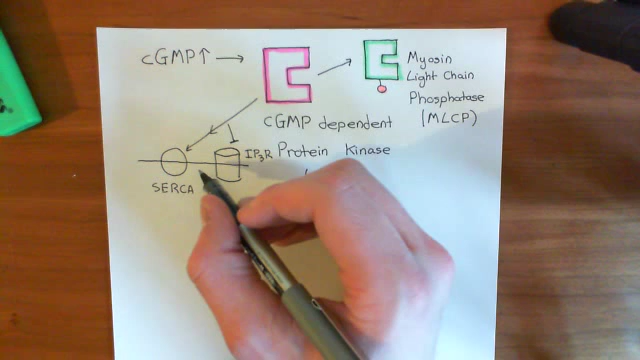 cGMP↑ →
Myosin
Light Chain
Phosphatase
(MLCP)
cGMP dependent
Protein Kinase
IP₃R
SERCA